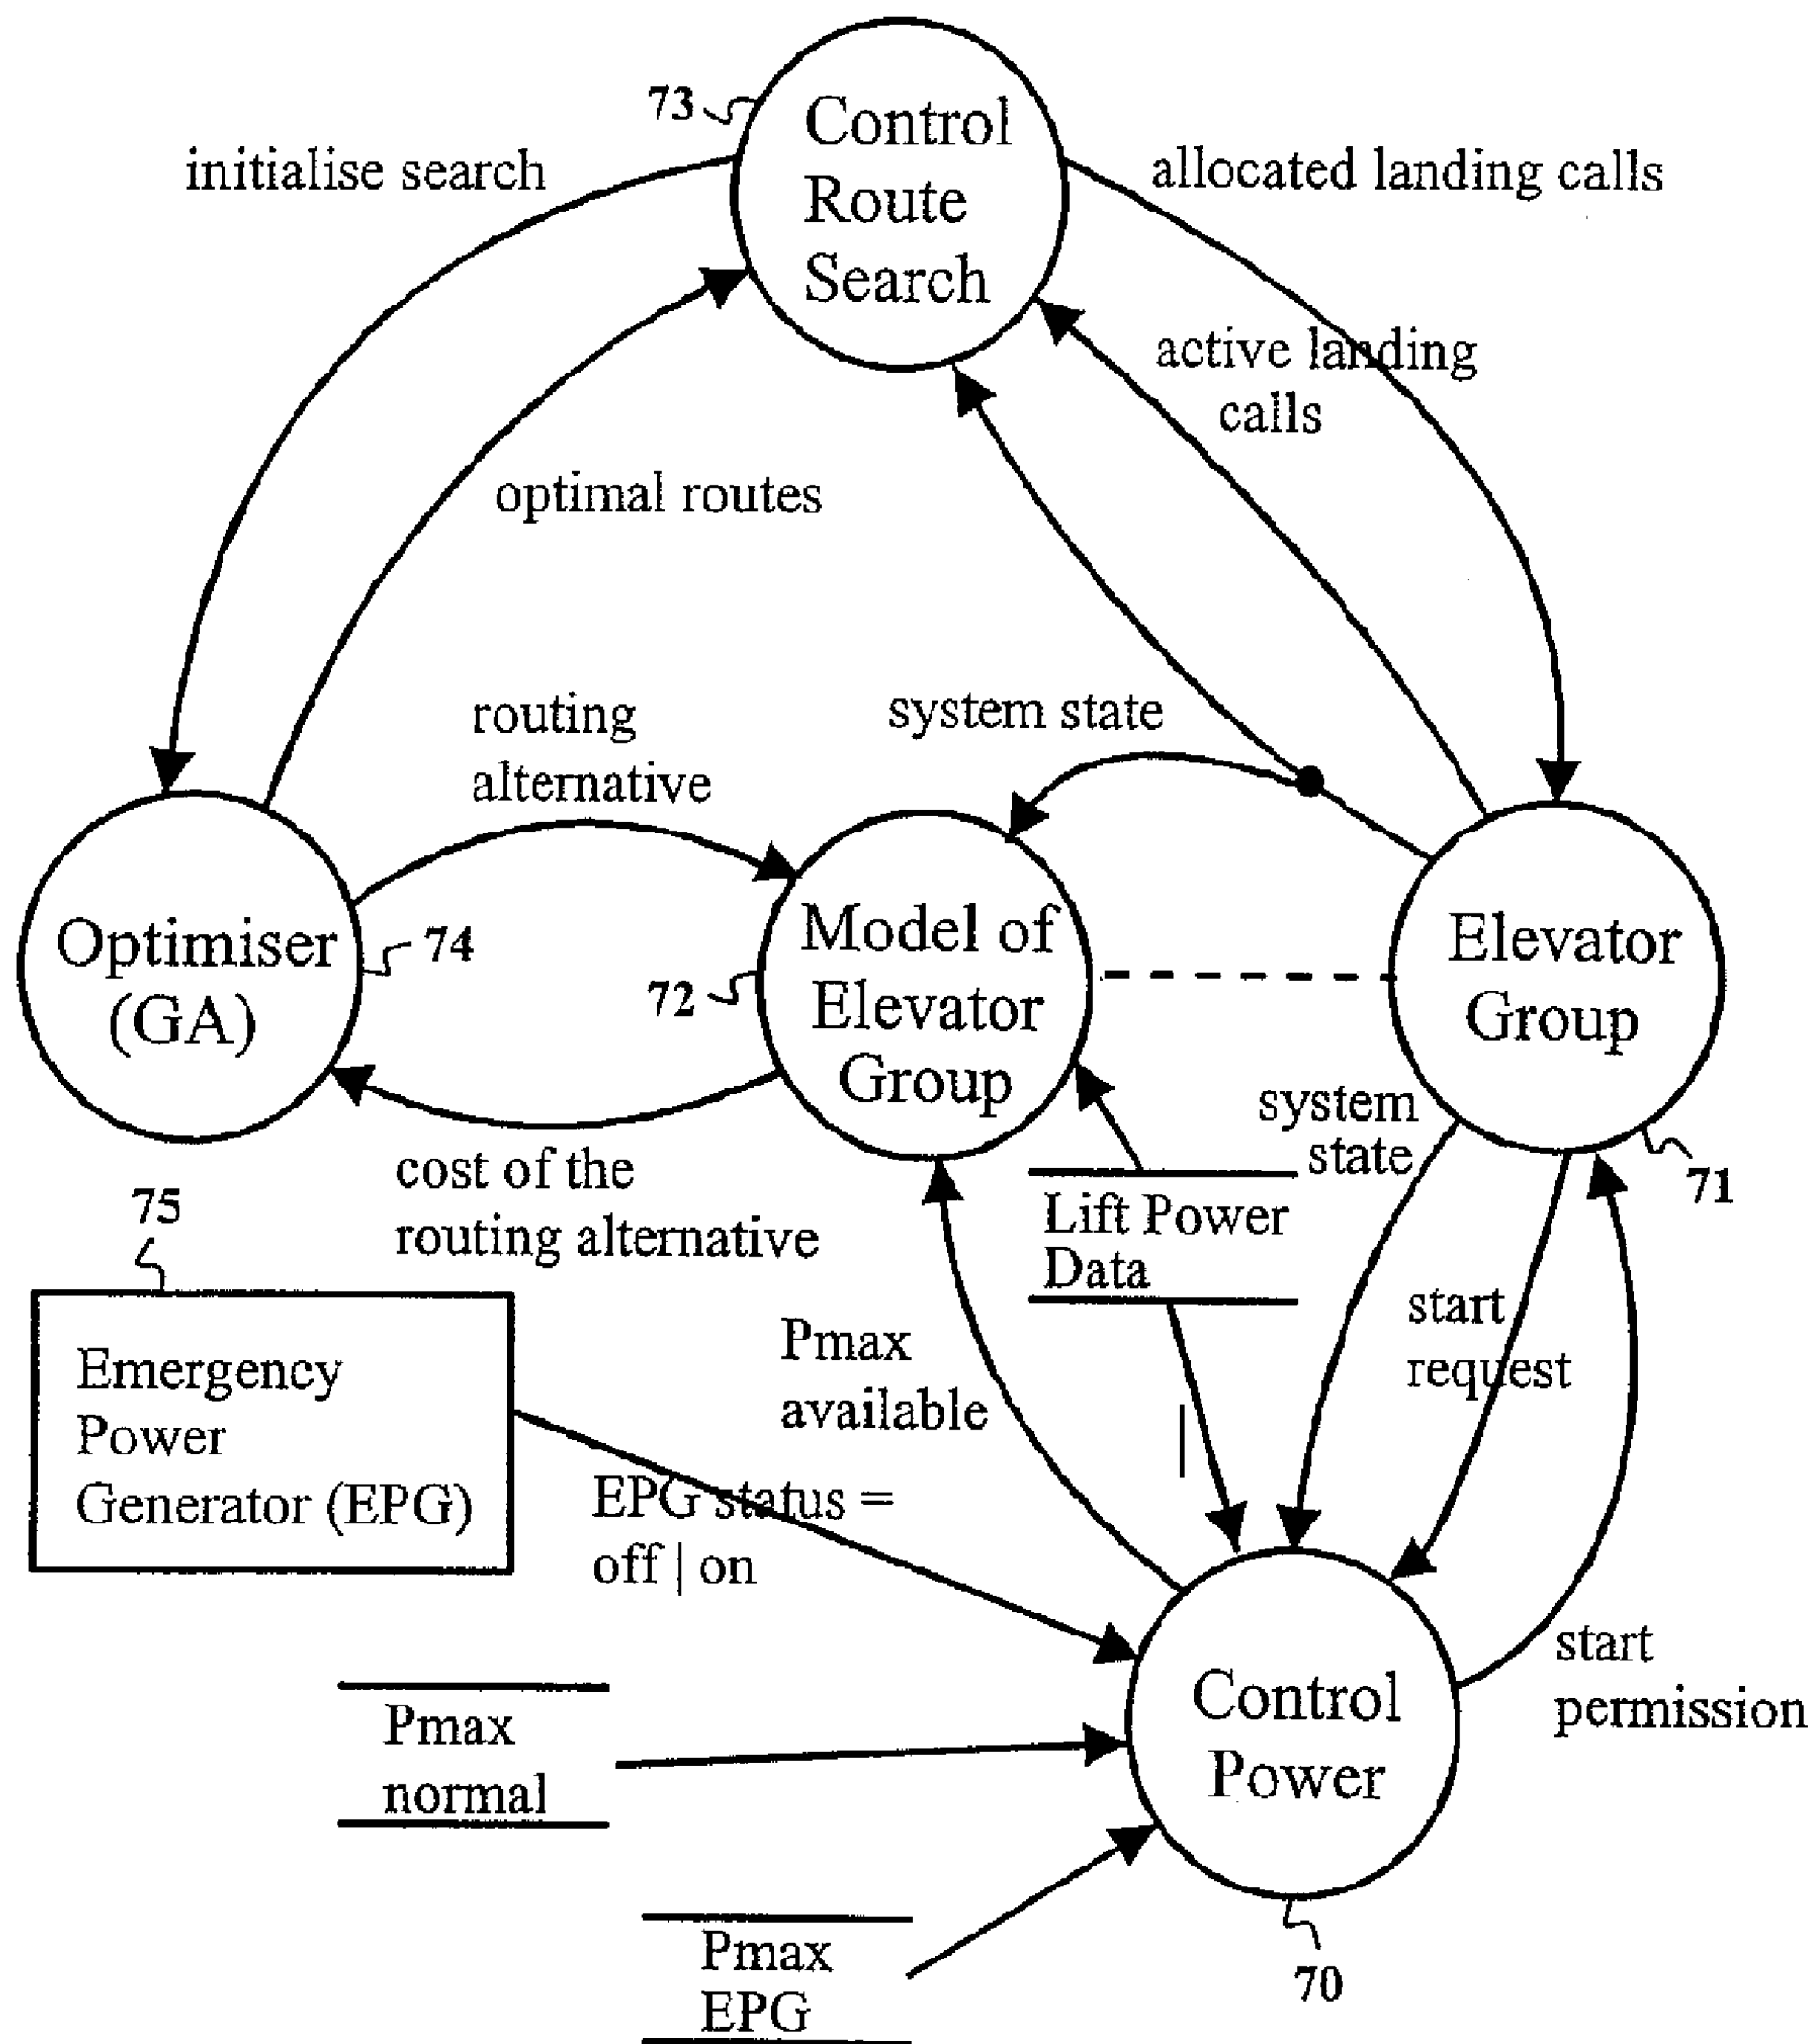 73
Control
Route
Search
initialise search
allocated landing calls
active landing
calls
optimal routes
routing
alternative
system state
Optimiser
(GA)
74
72
Model of
Elevator
Group
Elevator
Group
71
system
state
cost of the
routing alternative
Lift Power
Data
75
Emergency
Power
Generator (EPG)
Pmax
available
start
request
EPG status =
off | on
start
permission
Control
Power
Pmax
normal
Pmax
EPG
70